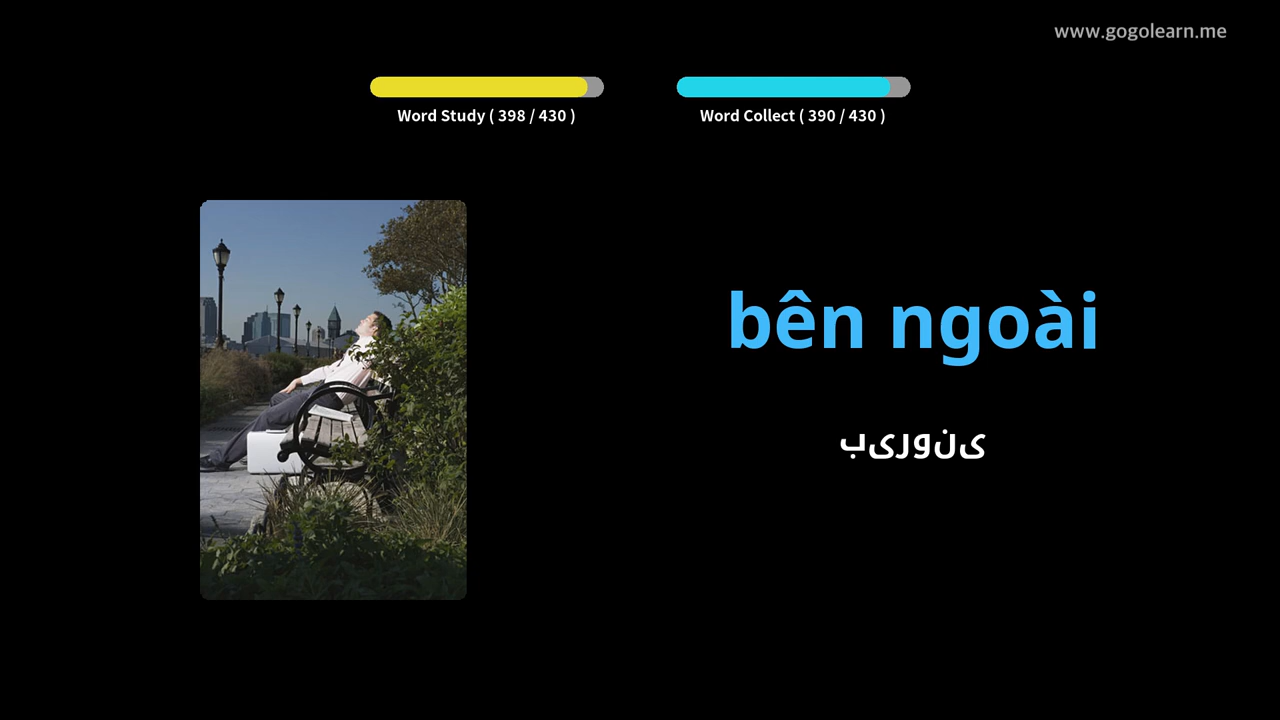 www.gogolearn.me
Word Study ( 398 / 430 )
Word Collect ( 390 / 430 )
bên ngoài
بیرونی